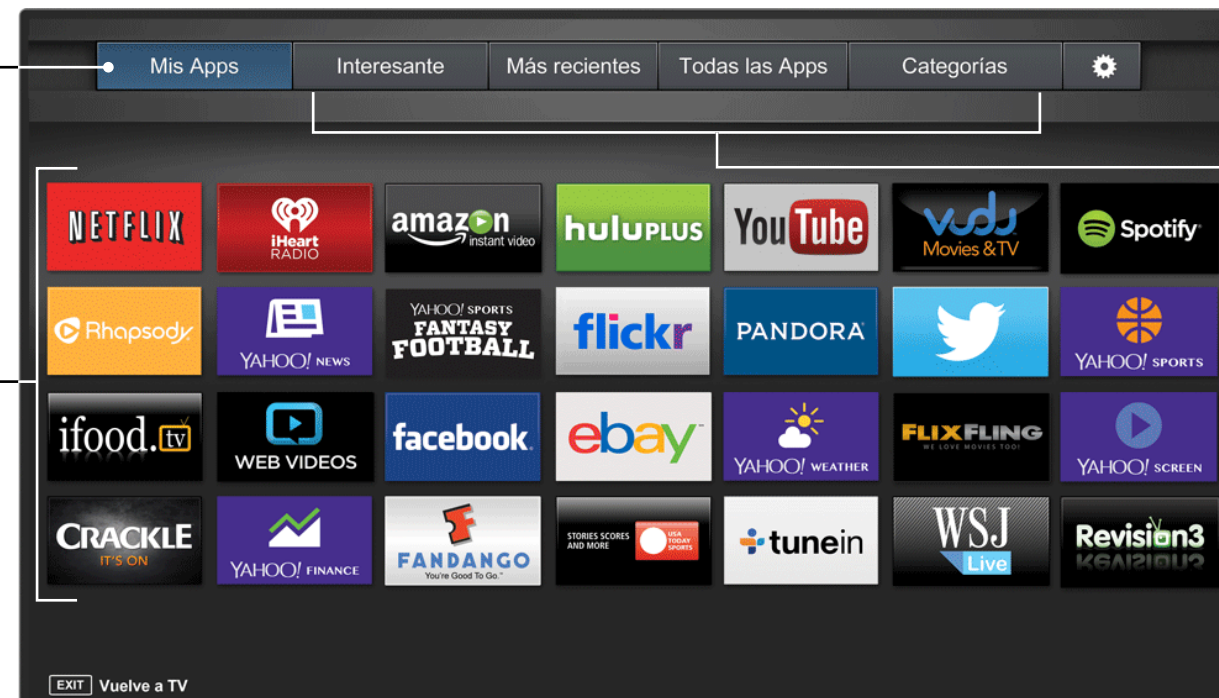 Mis Apps Interesante Más recientes Todas las Apps Categorías
NETFLIX
iHeart
RADIO
amazon
instant video
huluPLUS
YouTube
vudu
Movies & TV
Spotify
Rhapsody
YAHOO! NEWS
YAHOO! SPORTS
FANTASY
FOOTBALL
flickr
PANDORA
YAHOO! SPORTS
ifood.tv
WEB VIDEOS
facebook
ebay
YAHOO! WEATHER
FLIXFLING
WE LOVE MOVIES TOO!
YAHOO! SCREEN
CRACKLE
IT'S ON
YAHOO! FINANCE
FANDANGO
You're Good To Go.™
STORIES SCORES
AND MORE
USA
TODAY
SPORTS
tunein
WSJ
Live
Revision3
EXIT Vuelve a TV